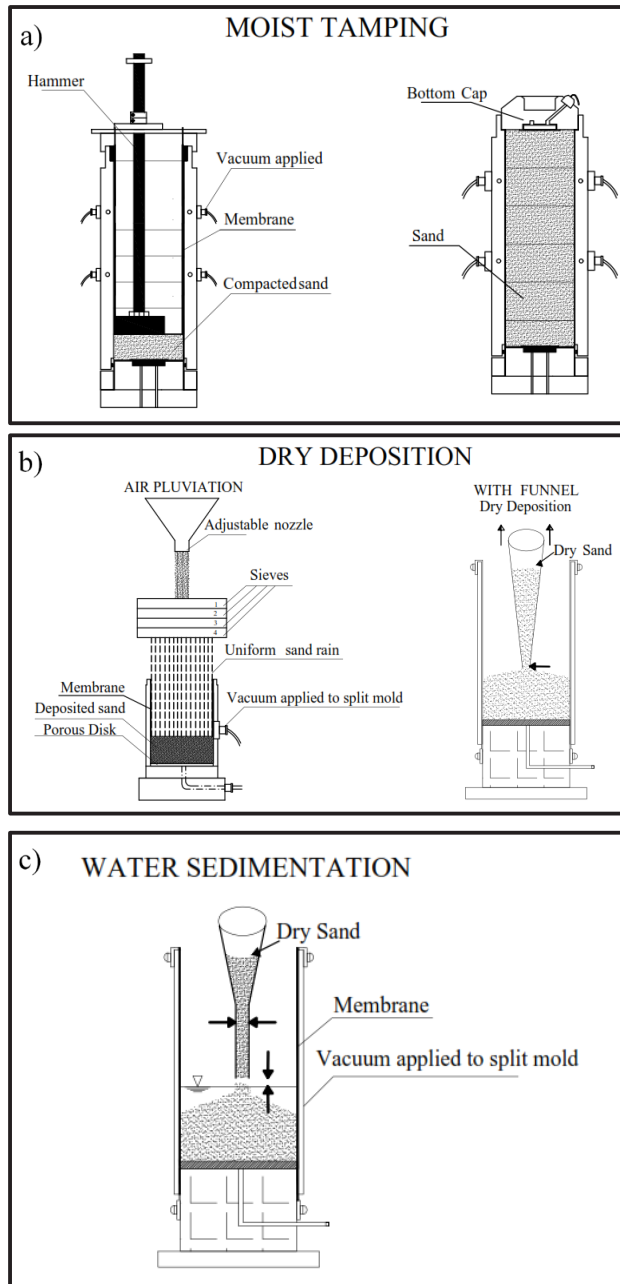 a)
MOIST TAMPING
Hammer
Vacuum applied
Membrane
Compacted sand
Bottom Cap
Sand
b)
DRY DEPOSITION
AIR PLUVIATION
Adjustable nozzle
Sieves
1
2
3
4
Uniform sand rain
Membrane
Deposited sand
Porous Disk
Vacuum applied to split mold
WITH FUNNEL
Dry Deposition
Dry Sand
c)
WATER SEDIMENTATION
Dry Sand
Membrane
Vacuum applied to split mold